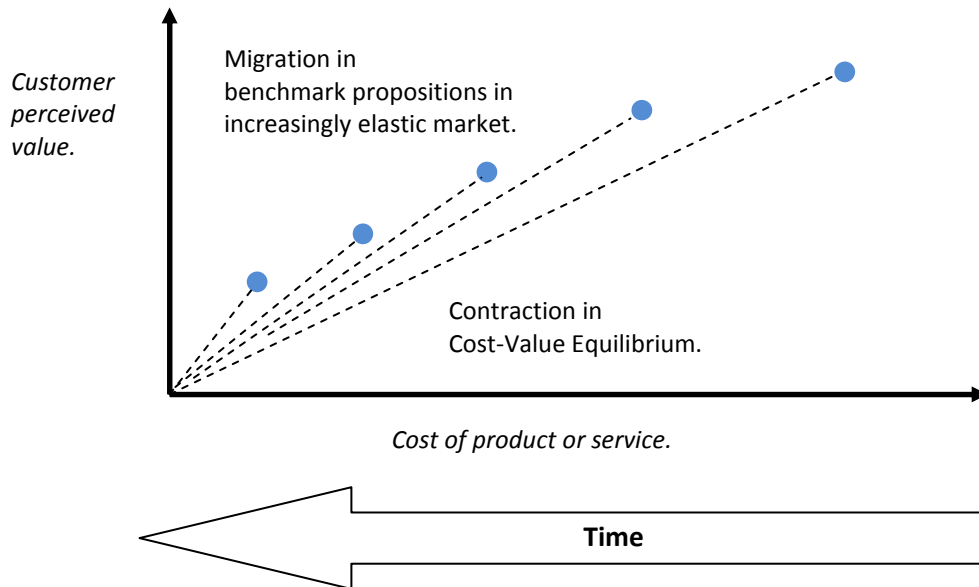 Customer
perceived
value.
Migration in
benchmark propositions in
increasingly elastic market.
Contraction in
Cost-Value Equilibrium.
Cost of product or service.
Time